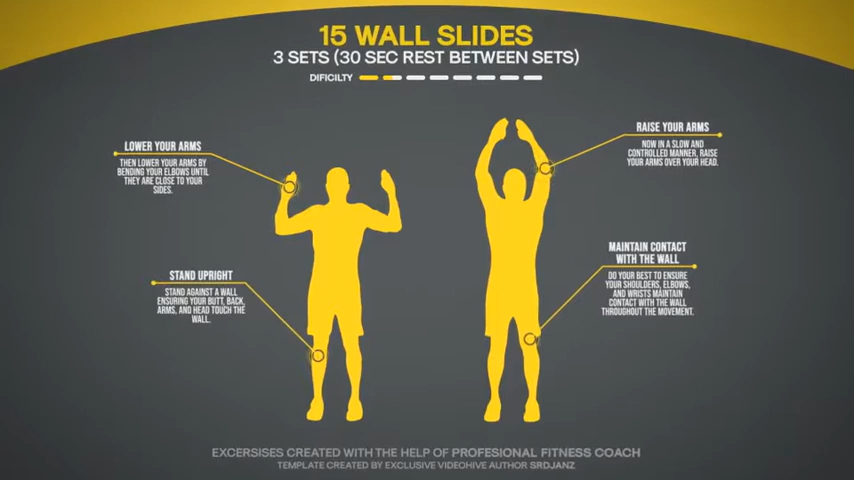 15 WALL SLIDES
3 SETS (30 SEC REST BETWEEN SETS)
DIFICILTY
LOWER YOUR ARMS
THEN LOWER YOUR ARMS BY
BENDING YOUR ELBOWS UNTIL
THEY ARE CLOSE TO YOUR
SIDES.
RAISE YOUR ARMS
NOW IN A SLOW AND
CONTROLLED MANNER, RAISE
YOUR ARMS OVER YOUR HEAD.
STAND UPRIGHT
STAND AGAINST A WALL
ENSURING YOUR BUTT, BACK,
ARMS, AND HEAD TOUCH THE
WALL.
MAINTAIN CONTACT
WITH THE WALL
DO YOUR BEST TO ENSURE
YOUR SHOULDERS, ELBOWS,
AND WRISTS MAINTAIN
CONTACT WITH THE WALL
THROUGHOUT THE MOVEMENT.
EXCERSISES CREATED WITH THE HELP OF PROFESIONAL FITNESS COACH
TEMPLATE CREATED BY EXCLUSIVE VIDEOHIVE AUTHOR SRDJANZ